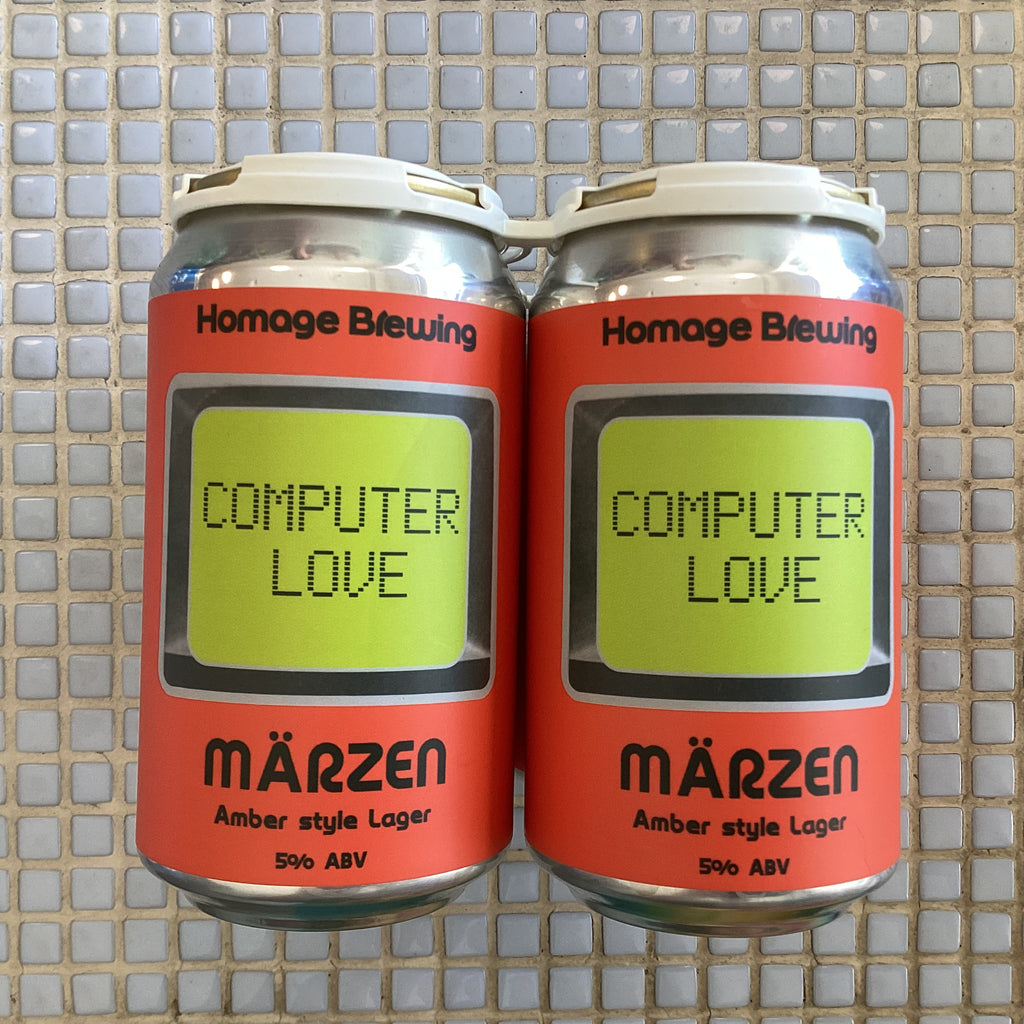 Homage Brewing
COMPUTER
LOVE
MÄRZEN
Amber style Lager
5% ABV
Homage Brewing
COMPUTER
LOVE
MÄRZEN
Amber style Lager
5% ABV